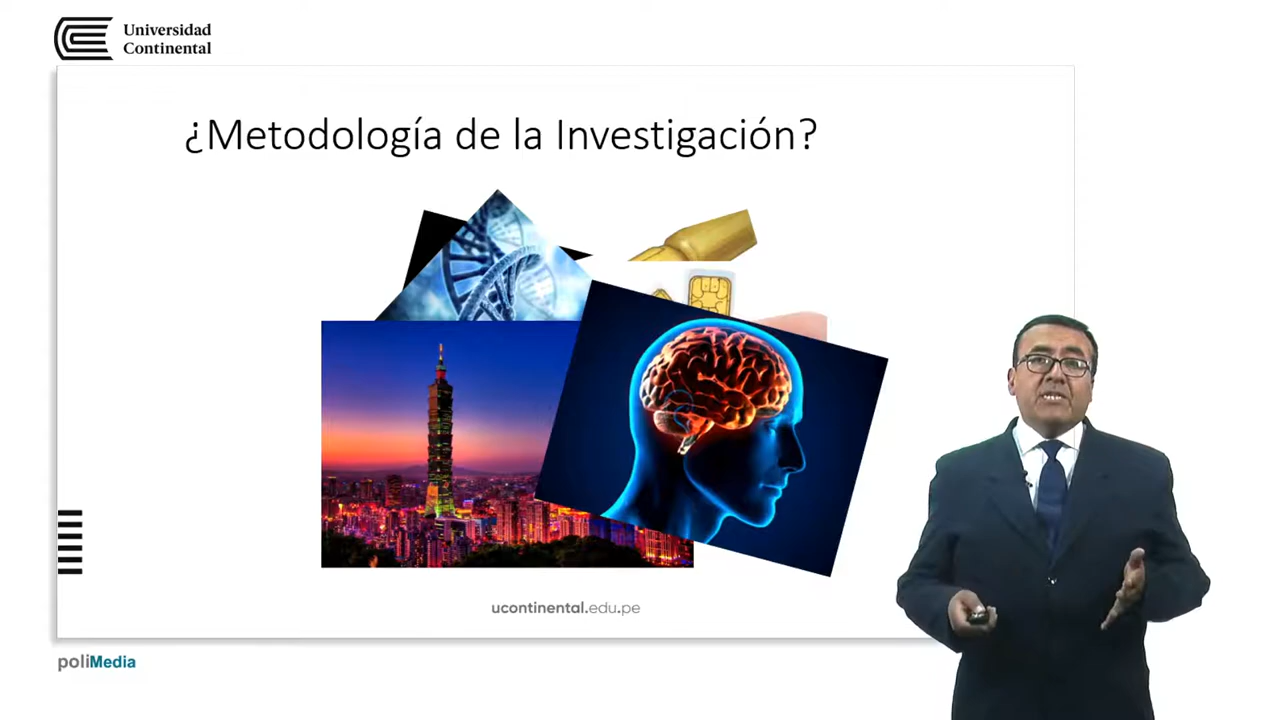 Universidad
Continental
¿Metodología de la Investigación?
ucontinental.edu.pe
poliMedia